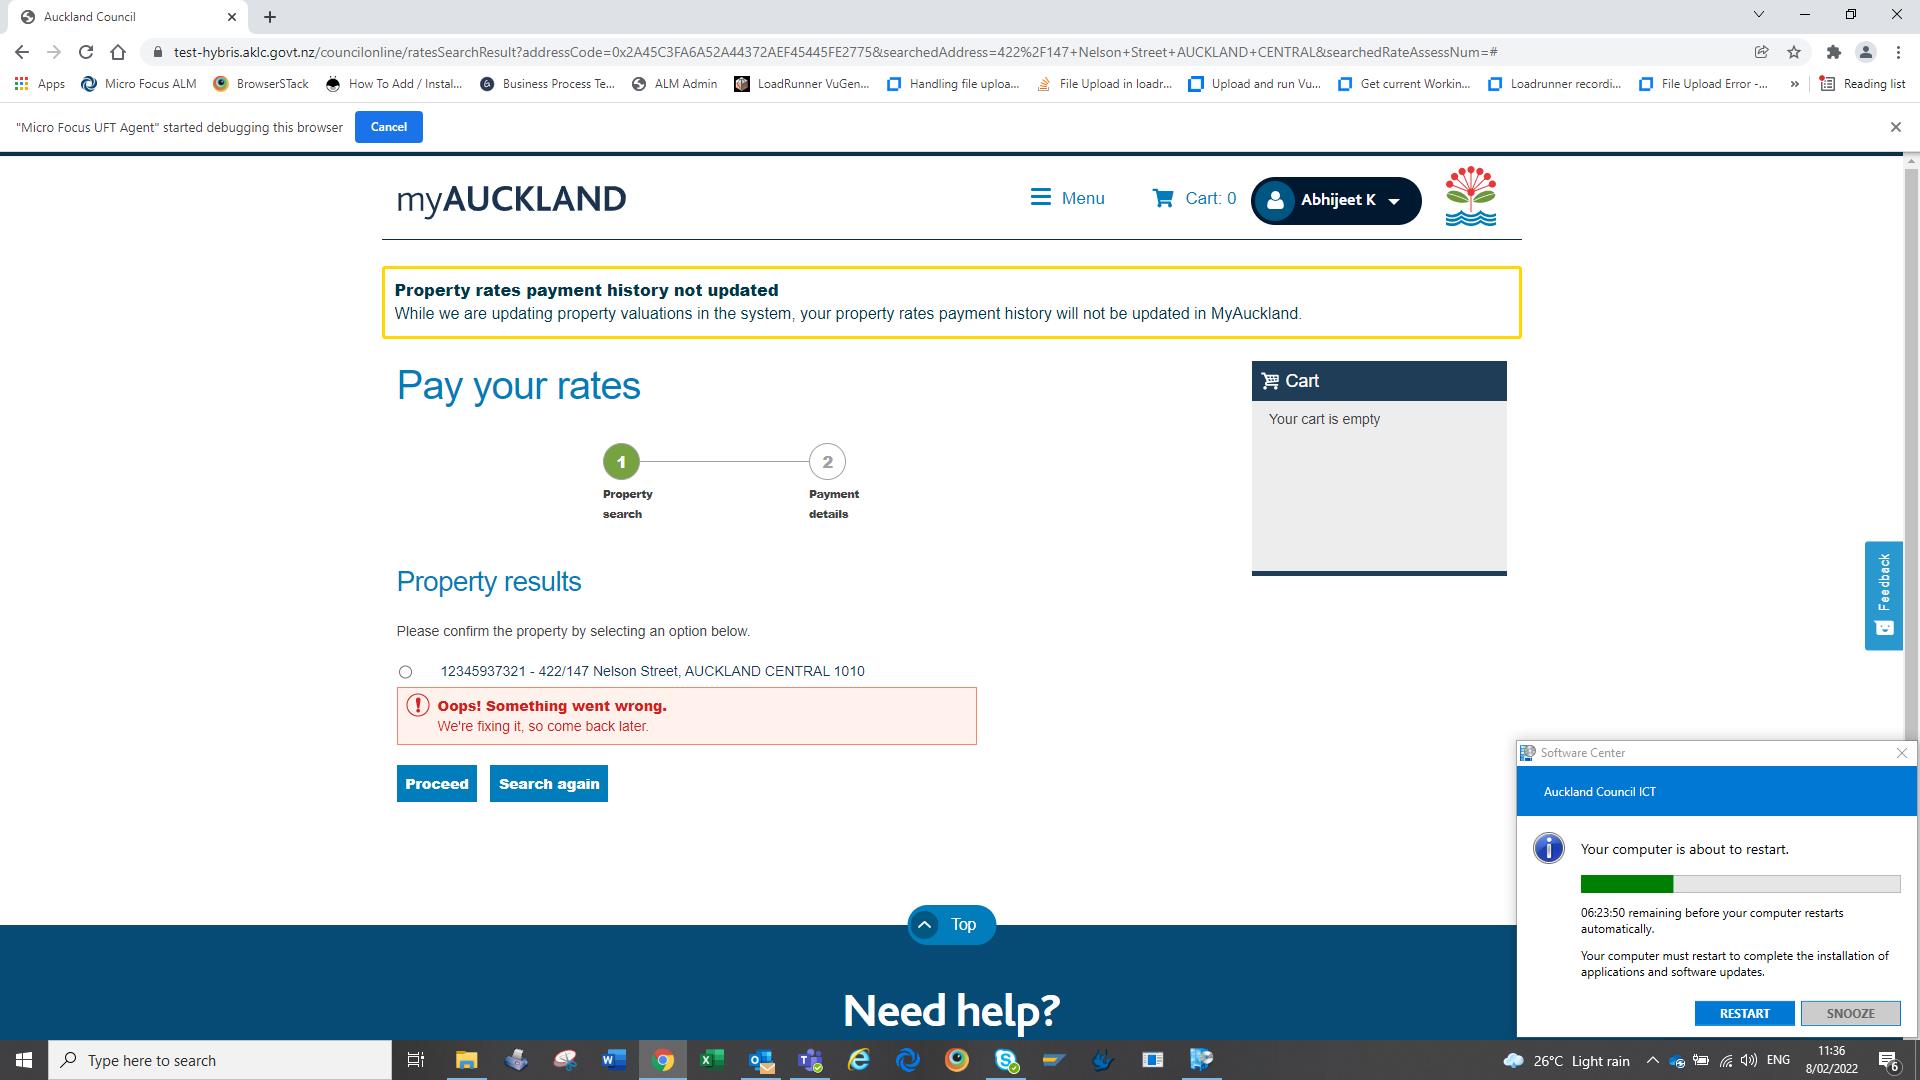 Auckland Council
test-hybris.aklc.govt.nz/councilonline/ratesSearchResult?addressCode=0x2A45C3FA6A52A44372AEF45445FE2775&searchedAddress=422%2F147+Nelson+Street+AUCKLAND+CENTRAL&searchedRateAssessNum=#
Apps Micro Focus ALM BrowserStack How To Add / Instal... Business Process Te... ALM Admin LoadRunner VuGen... Handling file uploa... File Upload in loadr... Upload and run Vu... Get current Workin... Loadrunner recordi... File Upload Error -... » Reading list
"Micro Focus UFT Agent" started debugging this browser Cancel
myAUCKLAND Menu Cart: 0 Abhijeet K
Property rates payment history not updated
While we are updating property valuations in the system, your property rates payment history will not be updated in MyAuckland.
Pay your rates
Cart
Your cart is empty
1 2
Property Payment
search details
Feedback
Property results
Please confirm the property by selecting an option below.
12345937321 - 422/147 Nelson Street, AUCKLAND CENTRAL 1010
Oops! Something went wrong.
We're fixing it, so come back later.
Proceed Search again
Software Center
Auckland Council ICT
Your computer is about to restart.
06:23:50 remaining before your computer restarts
automatically.
Your computer must restart to complete the installation of
applications and software updates.
RESTART SNOOZE
Top
Need help?
Type here to search
26°C Light rain ENG 11:36
8/02/2022
6